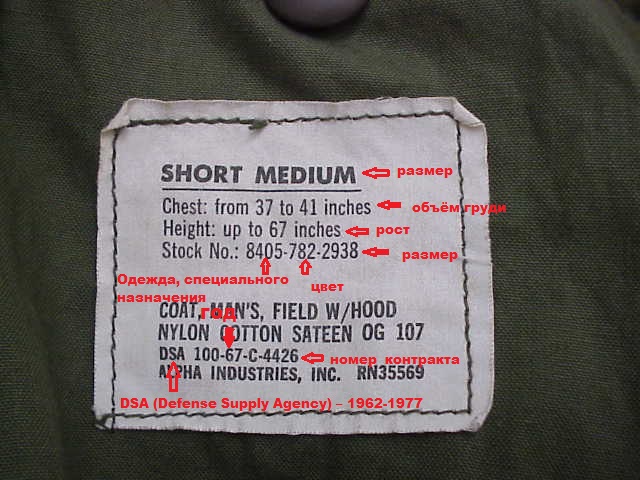 SHORT MEDIUM размер
Chest: from 37 to 41 inches объём груди
Height: up to 67 inches рост
Stock No.: 8405-782-2938 размер
Одежда, специального назначения
цвет
COAT, MAN'S, FIELD W/HOOD
год
NYLON COTTON SATEEN OG 107
DSA 100-67-C-4426 номер контракта
ALPHA INDUSTRIES, INC. RN35569
DSA (Defense Supply Agency) – 1962-1977